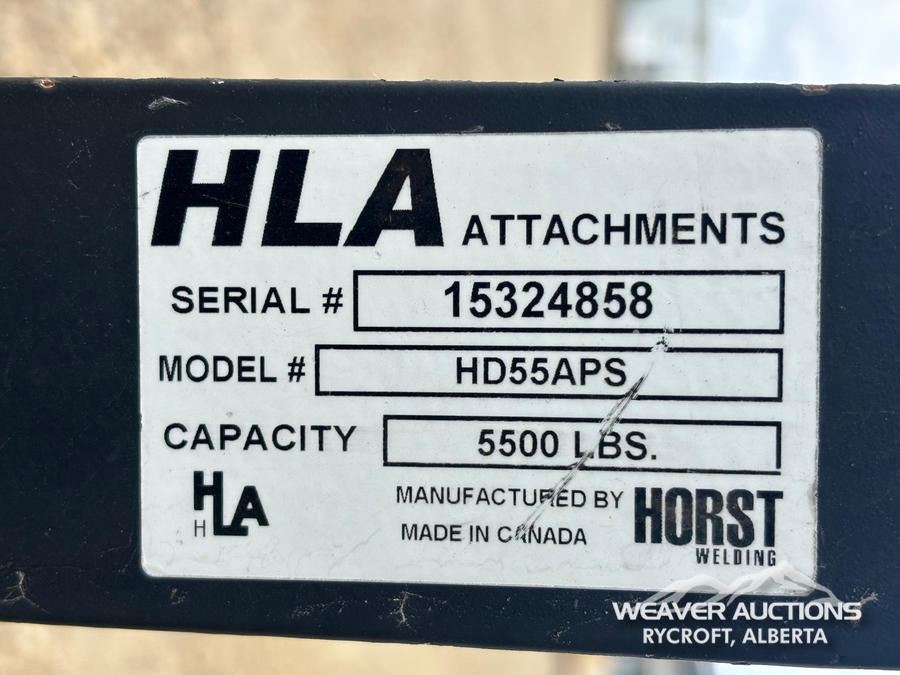 HLA ATTACHMENTS
SERIAL # 15324858
MODEL # HD55APS
CAPACITY 5500 LBS.
HLA
H
MANUFACTURED BY
MADE IN CANADA
HORST
WELDING
WEAVER AUCTIONS
RYCROFT, ALBERTA